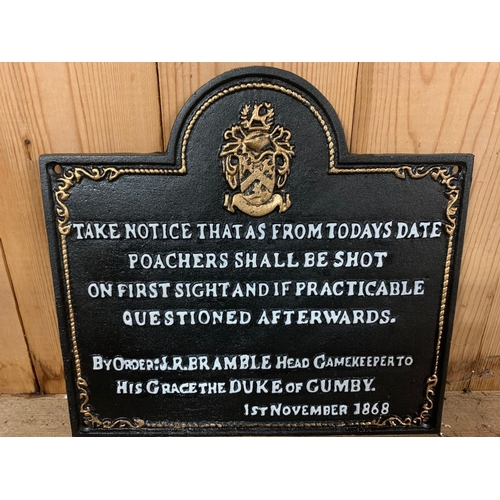 TAKE NOTICE THAT AS FROM TODAYS DATE
POACHERS SHALL BE SHOT
ON FIRST SIGHT AND IF PRACTICABLE
QUESTIONED AFTERWARDS.
BY ORDER: J.R. BRAMBLE HEAD GAMEKEEPER TO
HIS GRACE THE DUKE OF GUMBY.
1ST NOVEMBER 1868